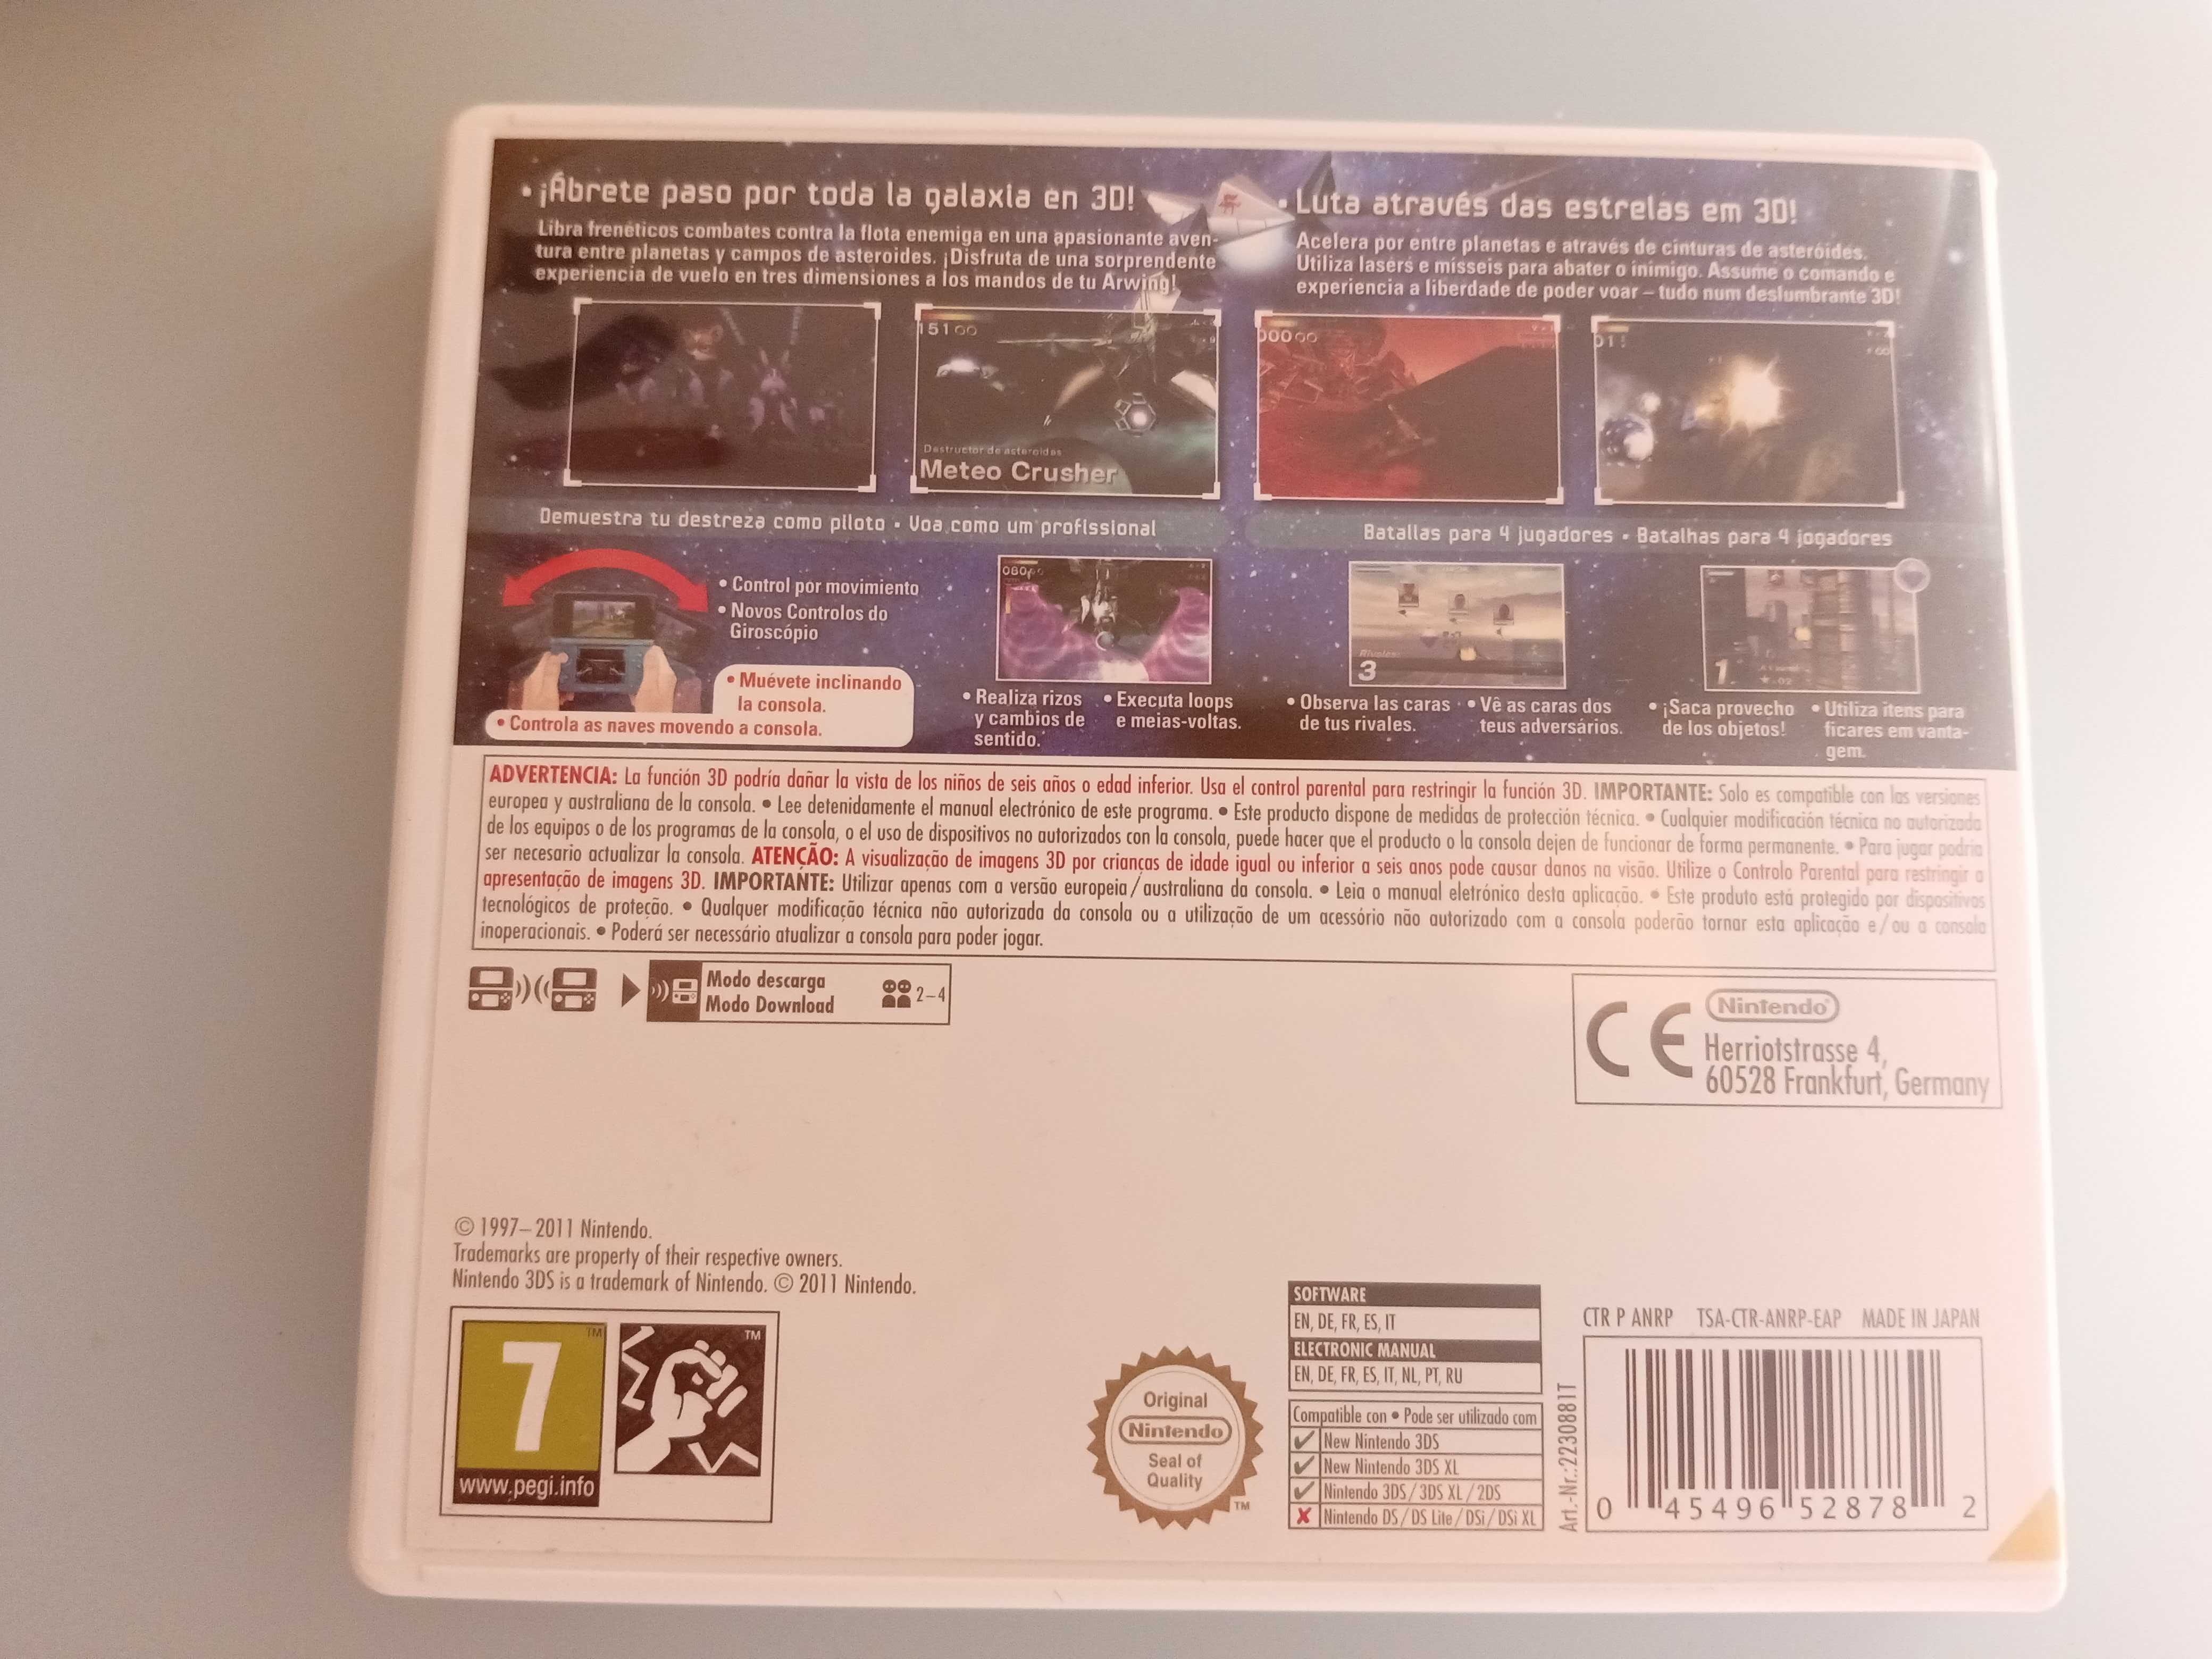 • ¡Ábrete paso por toda la galaxia en 3D!
Libra frenéticos combates contra la flota enemiga en una apasionante aven-
tura entre planetas y campos de asteroides. ¡Disfruta de una sorprendente
experiencia de vuelo en tres dimensiones a los mandos de tu Arwing!
• Luta através das estrelas em 3D!
Acelera por entre planetas e através de cinturas de asteróides.
Utiliza lasers e mísseis para abater o inimigo. Assume o comando e
experiencia a liberdade de poder voar – tudo num deslumbrante 3D!
15100
Destructor de asteroides
Meteo Crusher
Demuestra tu destreza como piloto • Voa como um profissional
Batallas para 4 jugadores • Batalhas para 4 jogadores
• Control por movimiento
• Novos Controlos do
Giroscópio
• Muévete inclinando
la consola.
• Controla as naves movendo a consola.
• Realiza rizos
y cambios de
sentido.
• Executa loops
e meias-voltas.
Rivales:
3
• Observa las caras
de tus rivales.
• Vê as caras dos
teus adversários.
1
• ¡Saca provecho
de los objetos!
• Utiliza itens para
ficares em vanta-
gem.
ADVERTENCIA: La función 3D podría dañar la vista de los niños de seis años o edad inferior. Usa el control parental para restringir la función 3D. IMPORTANTE: Solo es compatible con las versiones
europea y australiana de la consola. • Lee detenidamente el manual electrónico de este programa. • Este producto dispone de medidas de protección técnica. • Cualquier modificación técnica no autorizada
de los equipos o de los programas de la consola, o el uso de dispositivos no autorizados con la consola, puede hacer que el producto o la consola dejen de funcionar de forma permanente. • Para jugar podría
ser necesario actualizar la consola. ATENÇÃO: A visualização de imagens 3D por crianças de idade igual ou inferior a seis anos pode causar danos na visão. Utilize o Controlo Parental para restringir a
apresentação de imagens 3D. IMPORTANTE: Utilizar apenas com a versão europeia/australiana da consola. • Leia o manual eletrónico desta aplicação. • Este produto está protegido por dispositivos
tecnológicos de proteção. • Qualquer modificação técnica não autorizada da consola ou a utilização de um acessório não autorizado com a consola poderão tornar esta aplicação e/ou a consola
inoperacionais. • Poderá ser necessário atualizar a consola para poder jogar.
Modo descarga
Modo Download
2–4
CE
Nintendo
Herriotstrasse 4,
60528 Frankfurt, Germany
© 1997–2011 Nintendo.
Trademarks are property of their respective owners.
Nintendo 3DS is a trademark of Nintendo. © 2011 Nintendo.
7
TM
www.pegi.info
TM
Original
Nintendo
Seal of
Quality
TM
SOFTWARE
EN, DE, FR, ES, IT
ELECTRONIC MANUAL
EN, DE, FR, ES, IT, NL, PT, RU
Compatible con • Pode ser utilizado com
✓ New Nintendo 3DS
✓ New Nintendo 3DS XL
✓ Nintendo 3DS/3DS XL/2DS
✗ Nintendo DS/DS Lite/DSi/DSi XL
CTR P ANRP TSA-CTR-ANRP-EAP MADE IN JAPAN
Art.-Nr.:2230881T
0 45496 52878 2